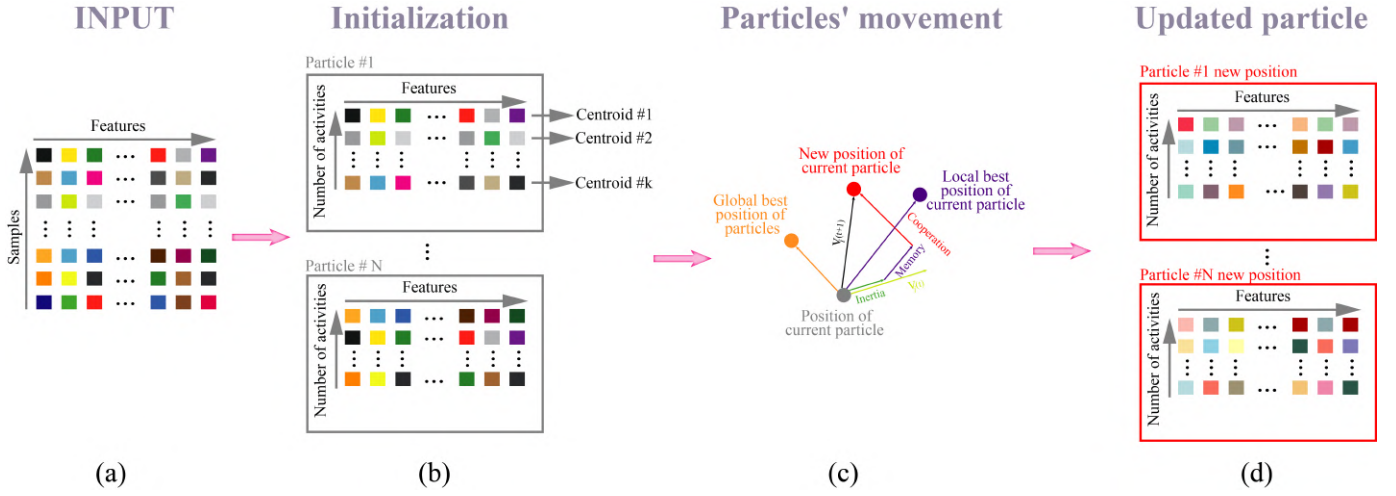 INPUT
Initialization
Particles' movement
Updated particle
Features
Samples
(a)
Particle #1
Features
Number of activities
Centroid #1
Centroid #2
Centroid #k
Particle # N
Features
Number of activities
(b)
New position of
current particle
Local best
position of
current particle
Global best
position of
particles
V(t+1)
Cooperation
Memory
Inertia
V(t)
Position of
current particle
(c)
Particle #1 new position
Features
Number of activities
Particle #N new position
Features
Number of activities
(d)